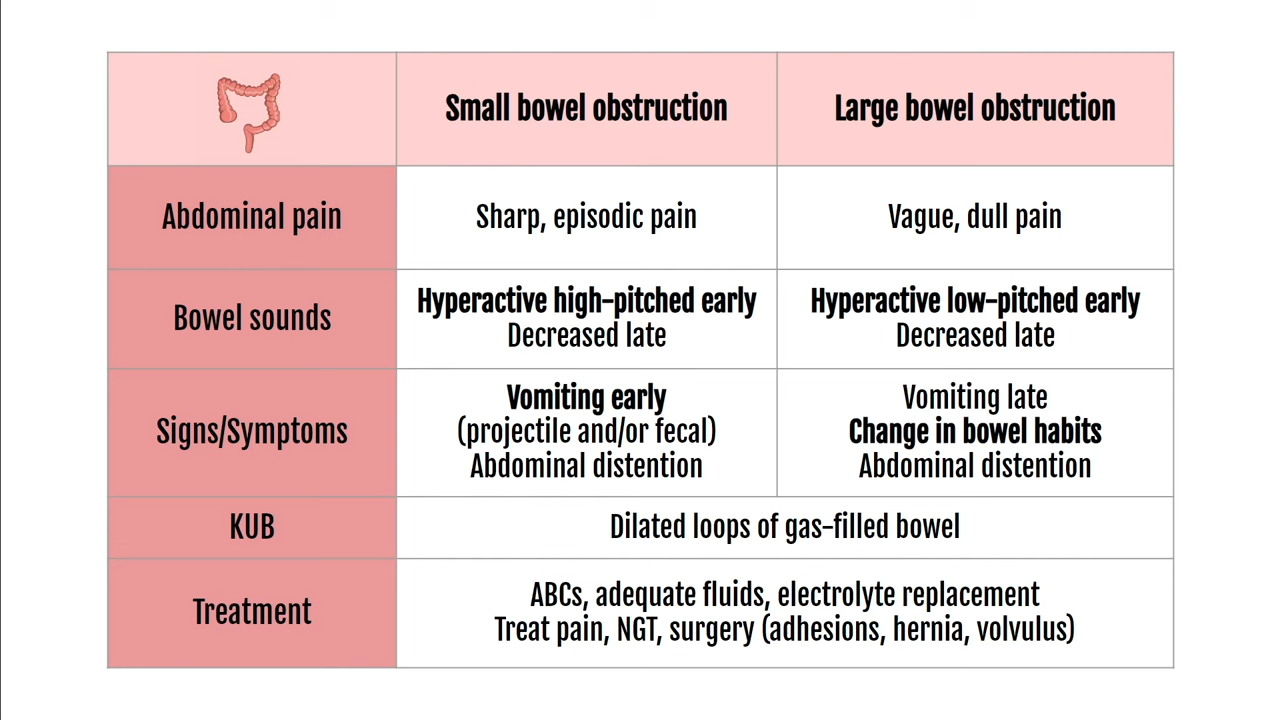 Small bowel obstruction
Large bowel obstruction
Abdominal pain
Sharp, episodic pain
Vague, dull pain
Bowel sounds
Hyperactive high-pitched early
Decreased late
Hyperactive low-pitched early
Decreased late
Signs/Symptoms
Vomiting early
(projectile and/or fecal)
Abdominal distention
Vomiting late
Change in bowel habits
Abdominal distention
KUB
Dilated loops of gas-filled bowel
Treatment
ABCs, adequate fluids, electrolyte replacement
Treat pain, NGT, surgery (adhesions, hernia, volvulus)